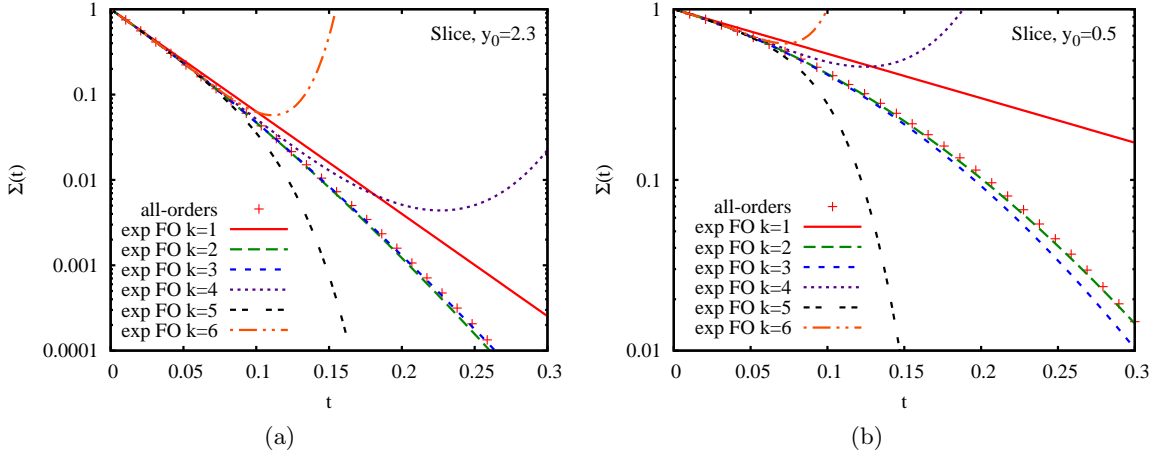 1
0.1
0.01
0.001
0.0001
Σ(t)
Slice, y0=2.3
all-orders
exp FO k=1
exp FO k=2
exp FO k=3
exp FO k=4
exp FO k=5
exp FO k=6
0 0.05 0.1 0.15 0.2 0.25 0.3
t
(a)
1
0.1
0.01
Σ(t)
Slice, y0=0.5
all-orders
exp FO k=1
exp FO k=2
exp FO k=3
exp FO k=4
exp FO k=5
exp FO k=6
0 0.05 0.1 0.15 0.2 0.25 0.3
t
(b)